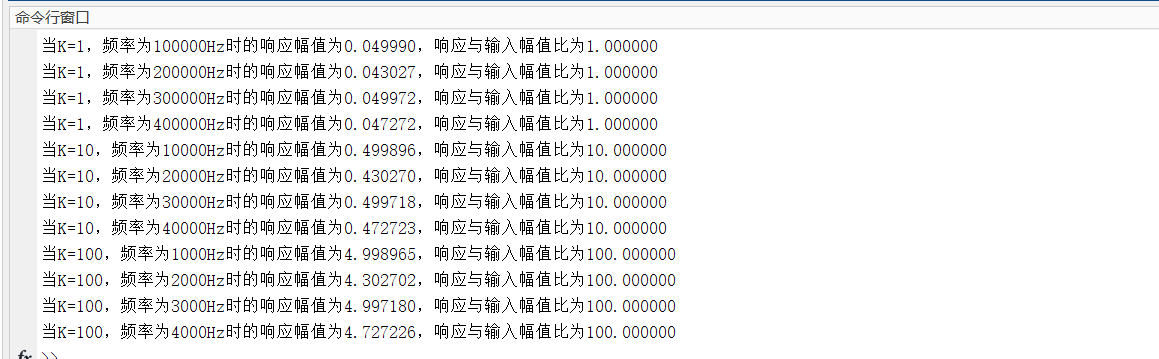 命令行窗口
当K=1，频率为100000Hz时的响应幅值为0.049990，响应与输入幅值比为1.000000
当K=1，频率为200000Hz时的响应幅值为0.043027，响应与输入幅值比为1.000000
当K=1，频率为300000Hz时的响应幅值为0.049972，响应与输入幅值比为1.000000
当K=1，频率为400000Hz时的响应幅值为0.047272，响应与输入幅值比为1.000000
当K=10，频率为10000Hz时的响应幅值为0.499896，响应与输入幅值比为10.000000
当K=10，频率为20000Hz时的响应幅值为0.430270，响应与输入幅值比为10.000000
当K=10，频率为30000Hz时的响应幅值为0.499718，响应与输入幅值比为10.000000
当K=10，频率为40000Hz时的响应幅值为0.472723，响应与输入幅值比为10.000000
当K=100，频率为1000Hz时的响应幅值为4.998965，响应与输入幅值比为100.000000
当K=100，频率为2000Hz时的响应幅值为4.302702，响应与输入幅值比为100.000000
当K=100，频率为3000Hz时的响应幅值为4.997180，响应与输入幅值比为100.000000
当K=100，频率为4000Hz时的响应幅值为4.727226，响应与输入幅值比为100.000000
fx >>